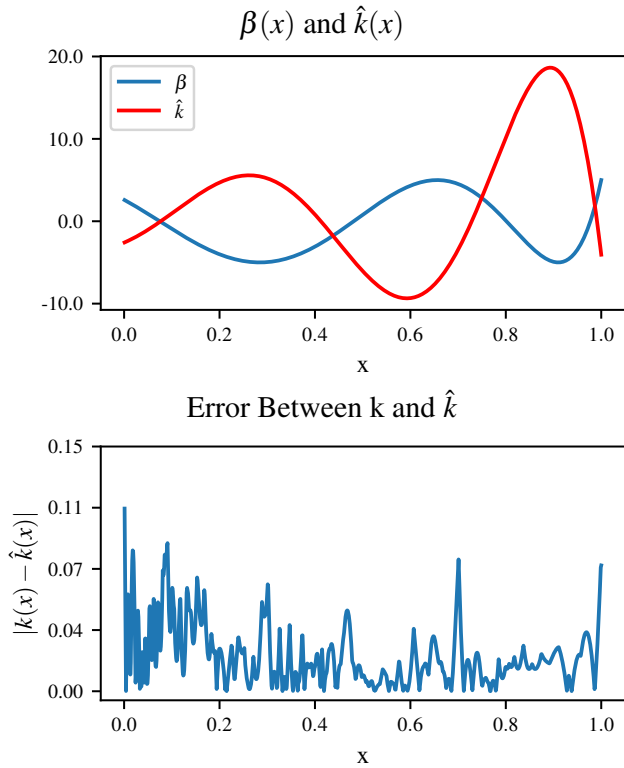 β(x) and k̂(x)
20.0
β
k̂
10.0
0.0
-10.0
0.0 0.2 0.4 0.6 0.8 1.0
x
Error Between k and k̂
0.15
0.11
0.07
0.04
0.00
|k(x) − k̂(x)|
0.0 0.2 0.4 0.6 0.8 1.0
x